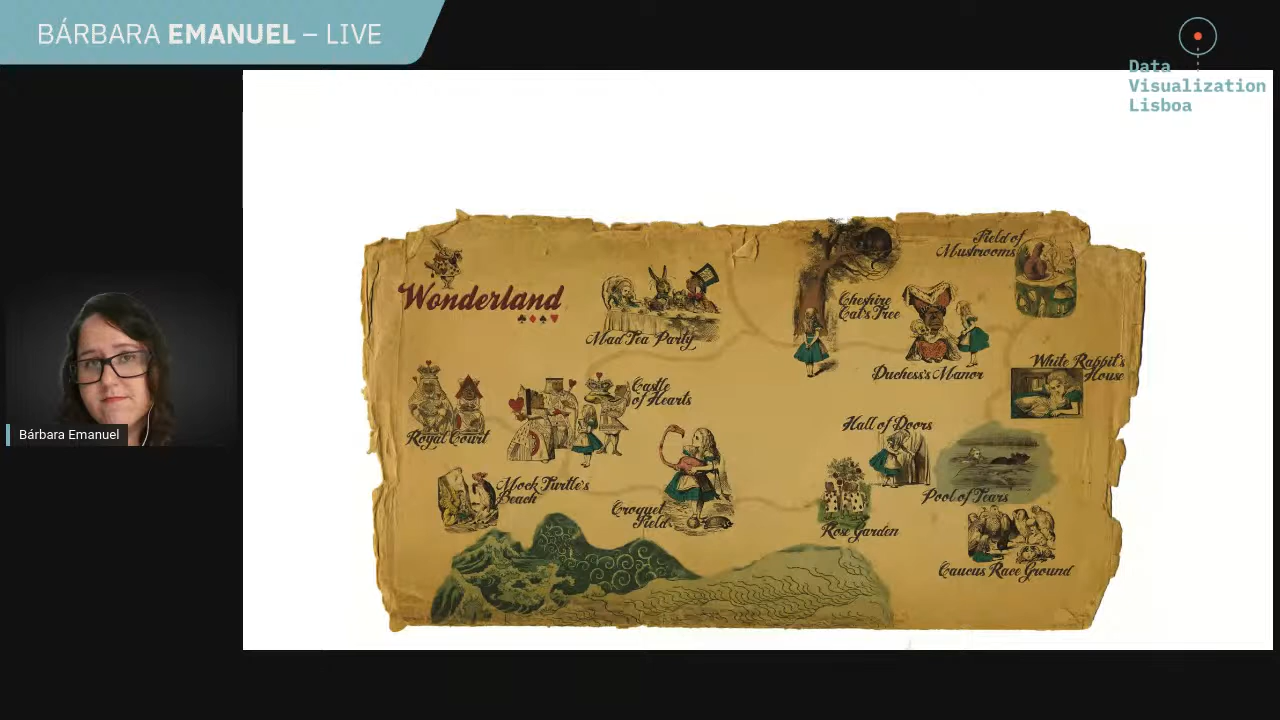 BÁRBARA EMANUEL – LIVE
Data
Visualization
Lisboa
Wonderland
Mad Tea Party
Cheshire
Cat's Tree
Field of
Mushrooms
Duchess's Manor
White Rabbit's
House
Castle
of Hearts
Royal Court
Hall of Doors
Mock Turtle's
Beach
Croquet
Field
Pool of Tears
Rose Garden
Caucus Race Ground
Bárbara Emanuel